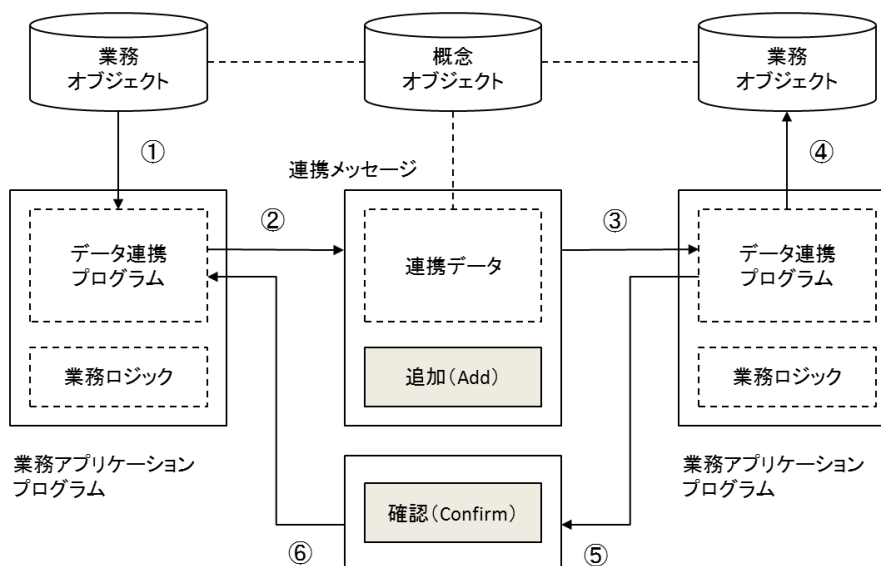 業務
オブジェクト
概念
オブジェクト
業務
オブジェクト
①
④
連携メッセージ
②
③
データ連携
プログラム
連携データ
データ連携
プログラム
業務ロジック
追加(Add)
業務ロジック
業務アプリケーション
プログラム
業務アプリケーション
プログラム
確認(Confirm)
⑥
⑤